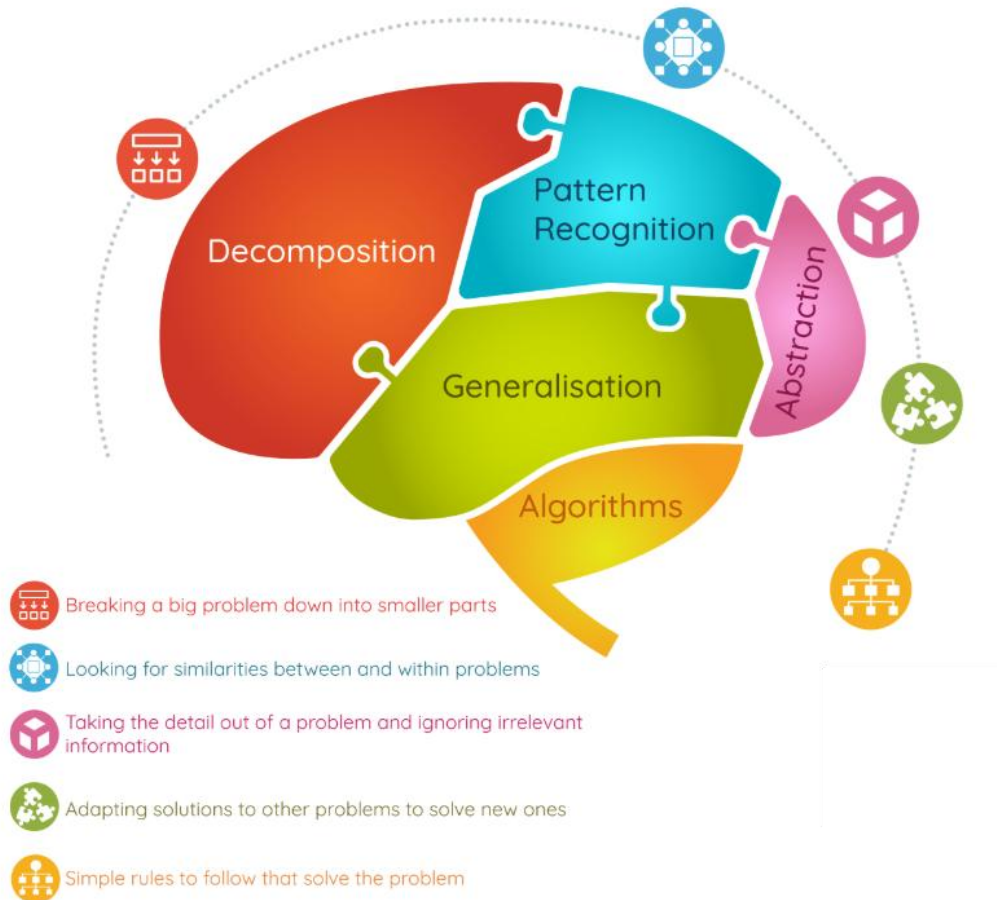 Decomposition
Pattern
Recognition
Abstraction
Generalisation
Algorithms
Breaking a big problem down into smaller parts
Looking for similarities between and within problems
Taking the detail out of a problem and ignoring irrelevant
information
Adapting solutions to other problems to solve new ones
Simple rules to follow that solve the problem